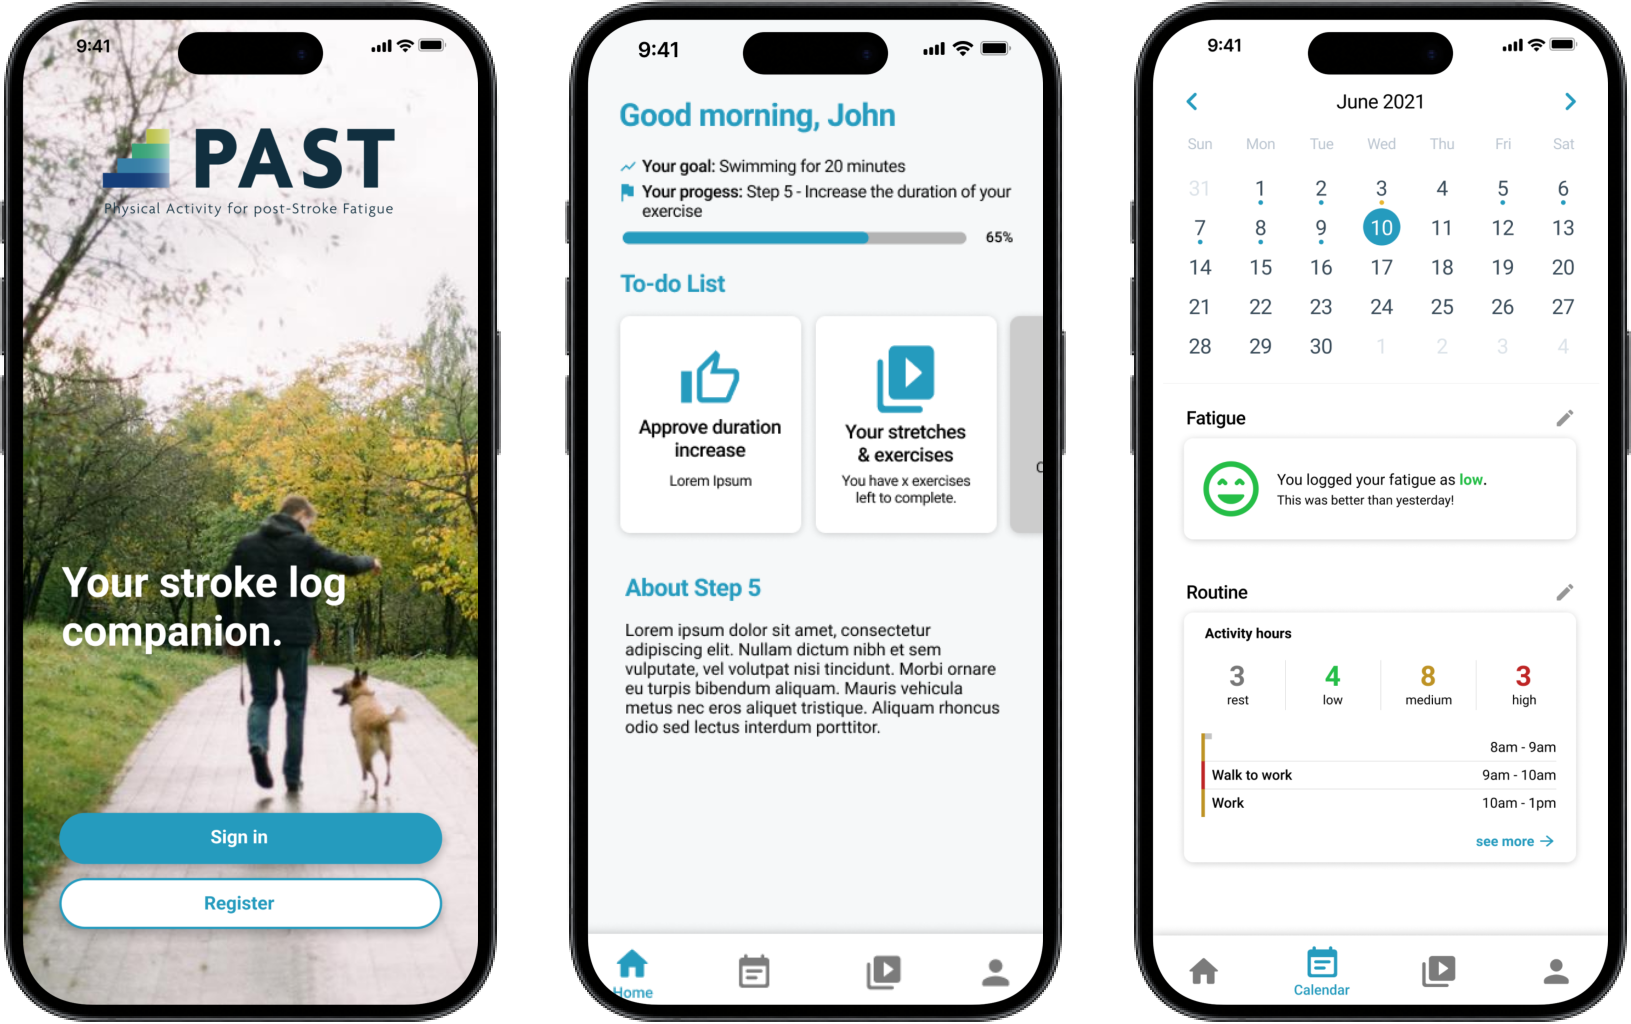 9:41
PAST
Physical Activity for post-Stroke Fatigue
Your stroke log
companion.
Sign in
Register
9:41
Good morning, John
Your goal: Swimming for 20 minutes
Your progess: Step 5 - Increase the duration of your
exercise
65%
To-do List
Approve duration
increase
Lorem Ipsum
Your stretches
& exercises
You have x exercises
left to complete.
About Step 5
Lorem ipsum dolor sit amet, consectetur
adipiscing elit. Nullam dictum nibh et sem
vulputate, vel volutpat nisi tincidunt. Morbi ornare
eu turpis bibendum aliquam. Mauris vehicula
metus nec eros aliquet tristique. Aliquam rhoncus
odio sed lectus interdum porttitor.
Home
9:41
June 2021
Sun Mon Tue Wed Thu Fri Sat
31 1 2 3 4 5 6
7 8 9 10 11 12 13
14 15 16 17 18 19 20
21 22 23 24 25 26 27
28 29 30 1 2 3 4
Fatigue
You logged your fatigue as low.
This was better than yesterday!
Routine
Activity hours
3 4 8 3
rest low medium high
8am - 9am
Walk to work 9am - 10am
Work 10am - 1pm
see more
Calendar